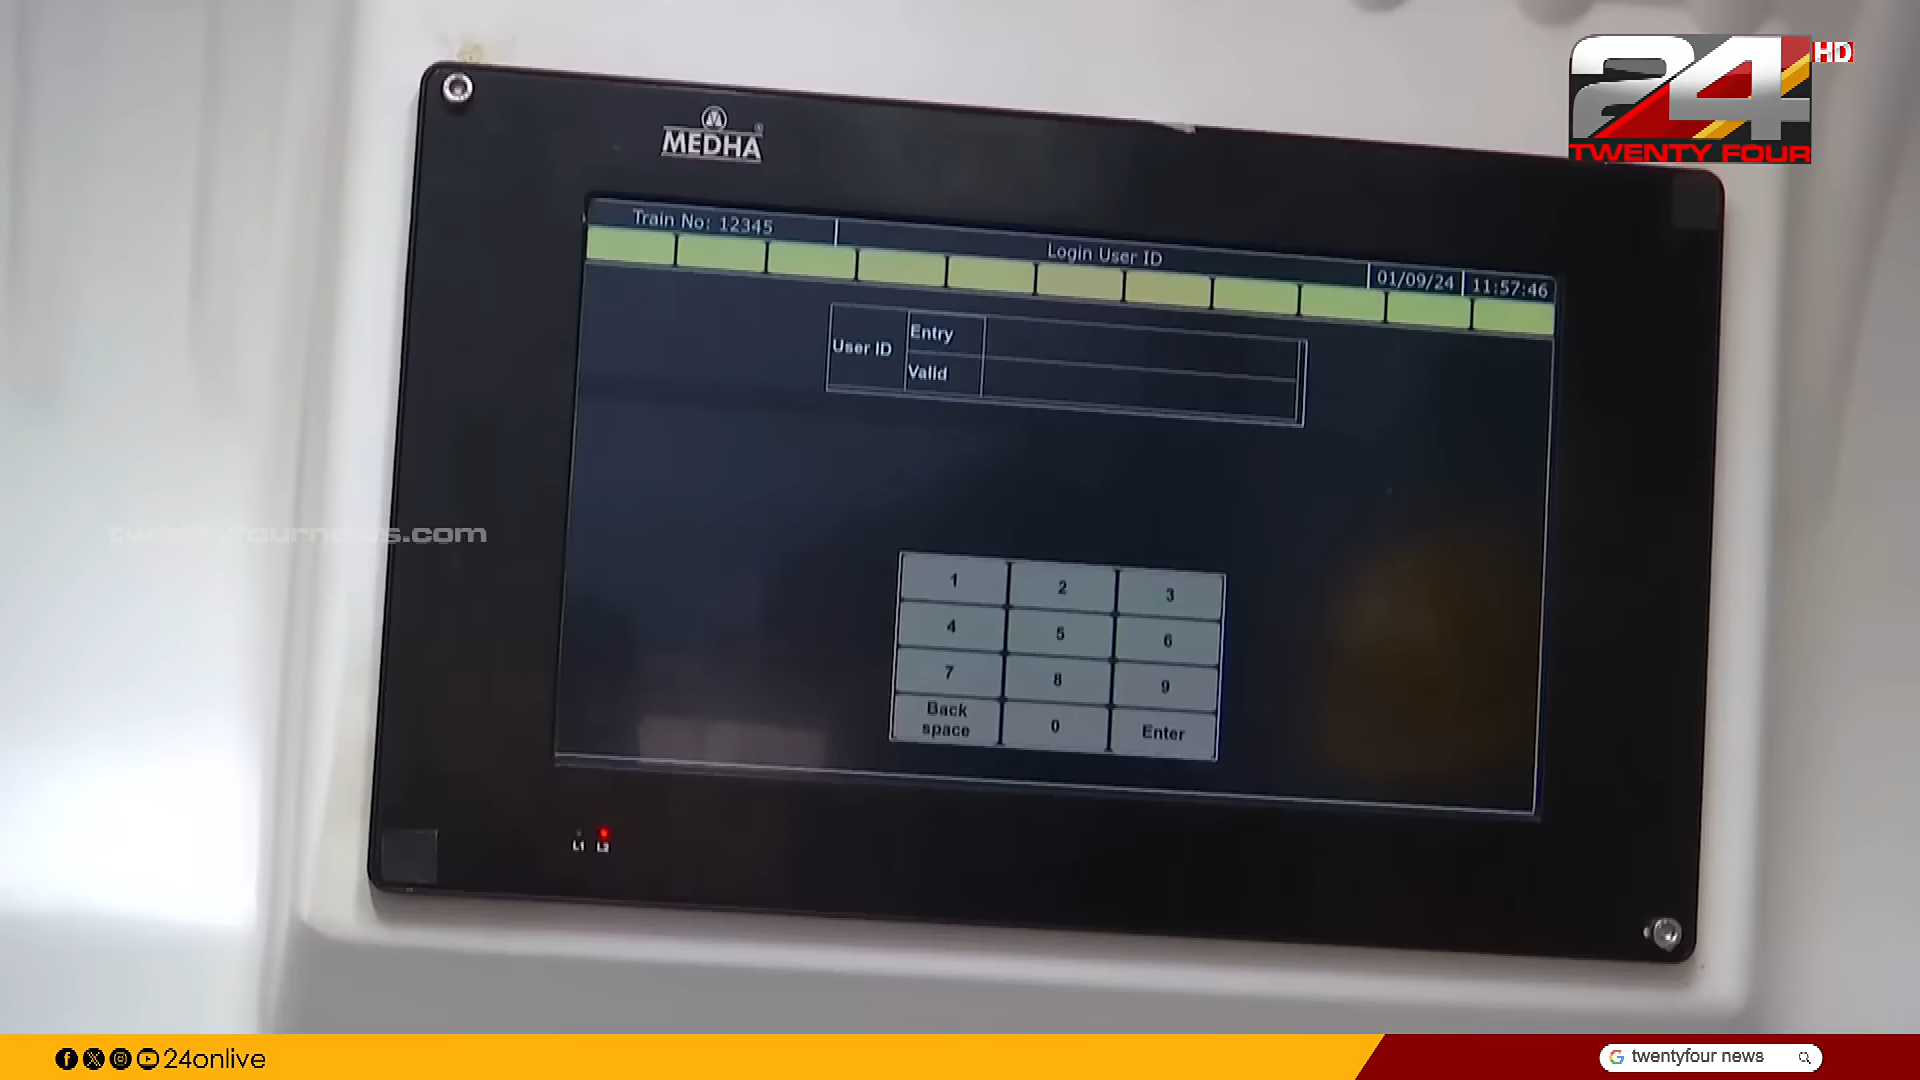 24 HD
TWENTY FOUR
MEDHA
Train No: 12345
Login User ID
01/09/24
11:57:46
User ID
Entry
Valid
twentyfournews.com
1 2 3
4 5 6
7 8 9
Back
space
0
Enter
L1 L2
24onlive
twentyfour news